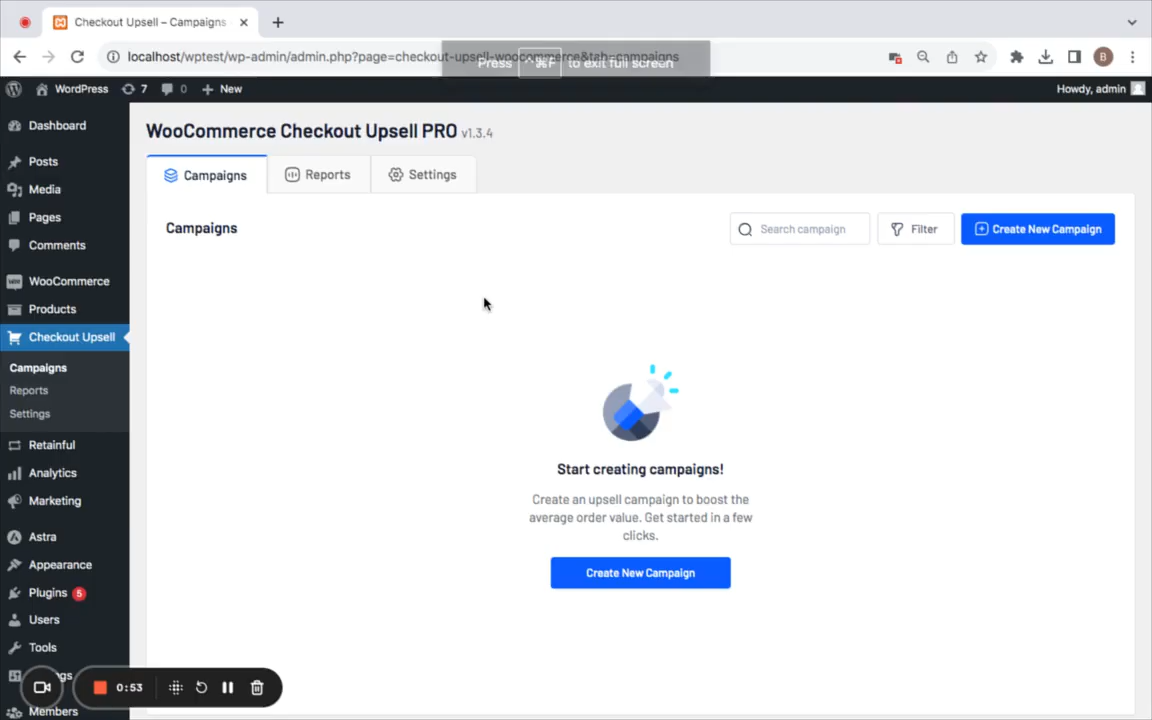 Checkout Upsell – Campaigns
localhost/wptest/wp-admin/admin.php?page=checkout-upsell-woocommerce&tab=campaigns
Press ^⌘F to exit full screen
B
WordPress 7 0 New
Howdy, admin
Dashboard
Posts
Media
Pages
Comments
WooCommerce
Products
Checkout Upsell
Campaigns
Reports
Settings
Retainful
Analytics
Marketing
Astra
Appearance
Plugins 5
Users
Tools
Members
WooCommerce Checkout Upsell PRO v1.3.4
Campaigns Reports Settings
Campaigns
Search campaign Filter Create New Campaign
Start creating campaigns!
Create an upsell campaign to boost the
average order value. Get started in a few
clicks.
Create New Campaign
0:53